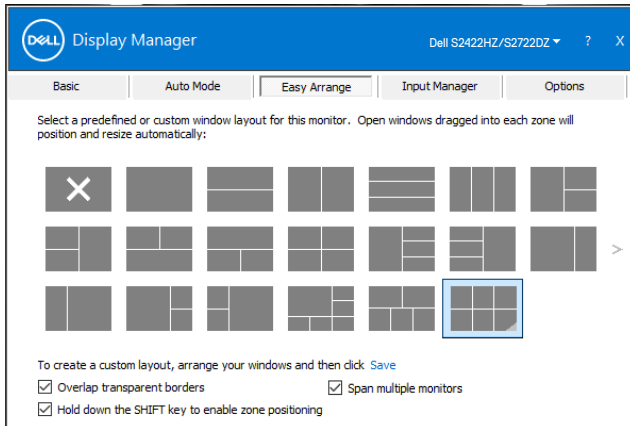 DELL Display Manager Dell S2422HZ/S2722DZ ? X
Basic Auto Mode Easy Arrange Input Manager Options
Select a predefined or custom window layout for this monitor. Open windows dragged into each zone will
position and resize automatically:
To create a custom layout, arrange your windows and then click Save
Overlap transparent borders Span multiple monitors
Hold down the SHIFT key to enable zone positioning